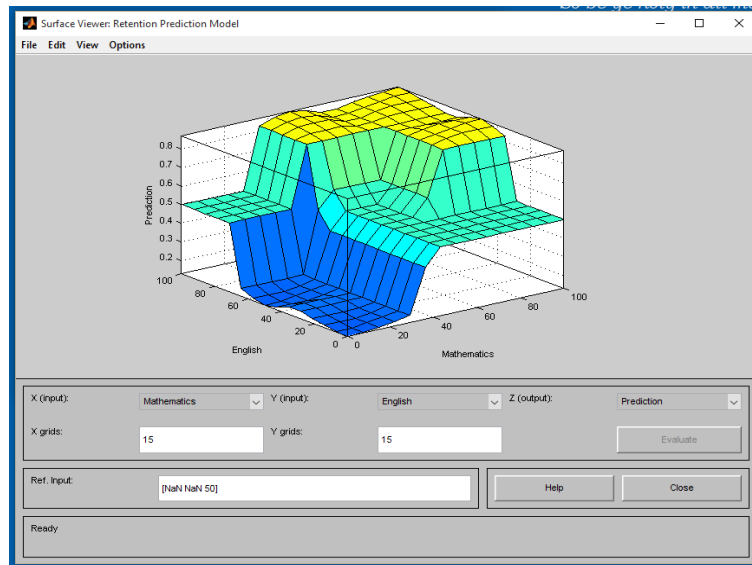 Surface Viewer: Retention Prediction Model
File Edit View Options
0.8
0.7
0.6
0.5
0.4
0.3
0.2
Prediction
100
80
60
40
20
0
English
0
20
40
60
80
100
Mathematics
X (input): Mathematics Y (input): English Z (output): Prediction
X grids: 15 Y grids: 15 Evaluate
Ref. Input: [NaN NaN 50] Help Close
Ready